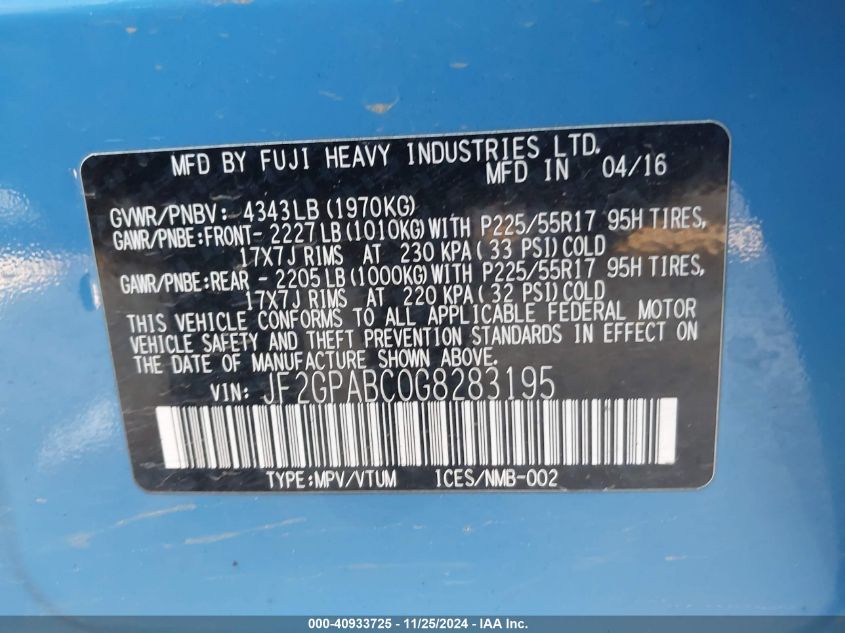 MFD BY FUJI HEAVY INDUSTRIES LTD.
MFD IN 04/16
GVWR/PNBV: 4343LB (1970KG)
GAWR/PNBE:FRONT- 2227 LB (1010KG) WITH P225/55R17 95H TIRES,
17X7J RIMS AT 230 KPA( 33 PSI) COLD
GAWR/PNBE:REAR - 2205 LB (1000KG) WITH P225/55R17 95H TIRES,
17X7J RIMS AT 220 KPA( 32 PSI) COLD
THIS VEHICLE CONFORMS TO ALL APPLICABLE FEDERAL MOTOR
VEHICLE SAFETY AND THEFT PREVENTION STANDARDS IN EFFECT ON
THE DATE OF MANUFACTURE SHOWN ABOVE.
VIN: JF2GPABC0G8283195
TYPE:MPV/VTUM ICES/NMB-002
000-40933725 - 11/25/2024 - IAA Inc.